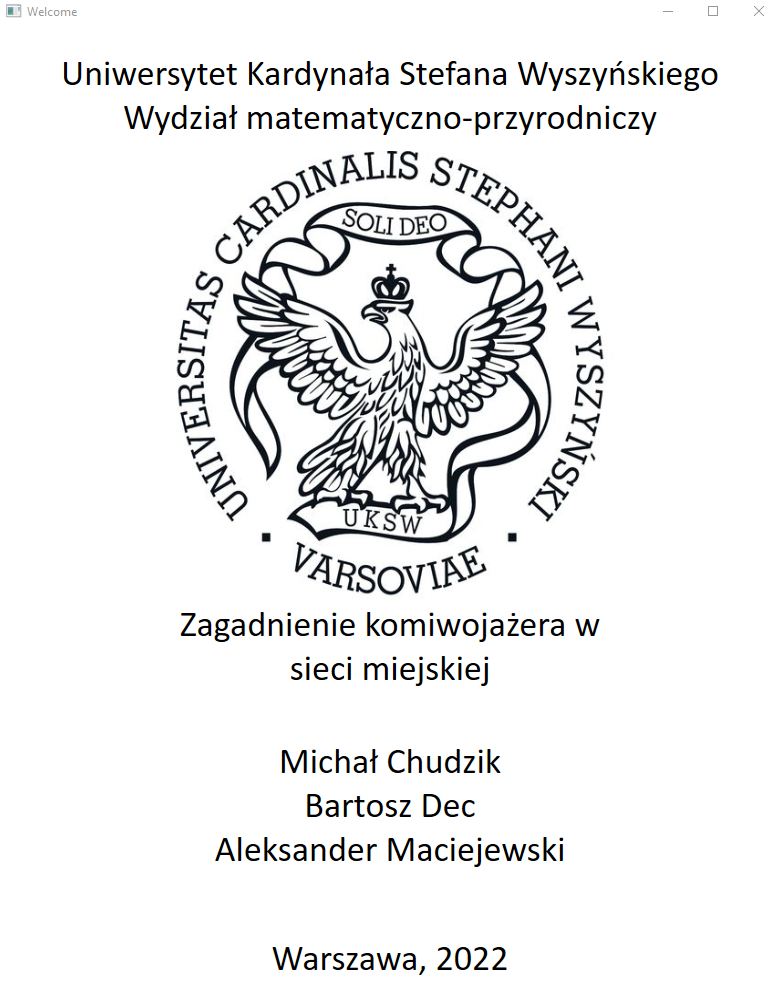 Welcome
Uniwersytet Kardynała Stefana Wyszyńskiego
Wydział matematyczno-przyrodniczy
UNIVERSITAS CARDINALIS STEPHANI WYSZYŃSKI
SOLI DEO
UKSW
VARSOVIAE
Zagadnienie komiwojażera w
sieci miejskiej
Michał Chudzik
Bartosz Dec
Aleksander Maciejewski
Warszawa, 2022